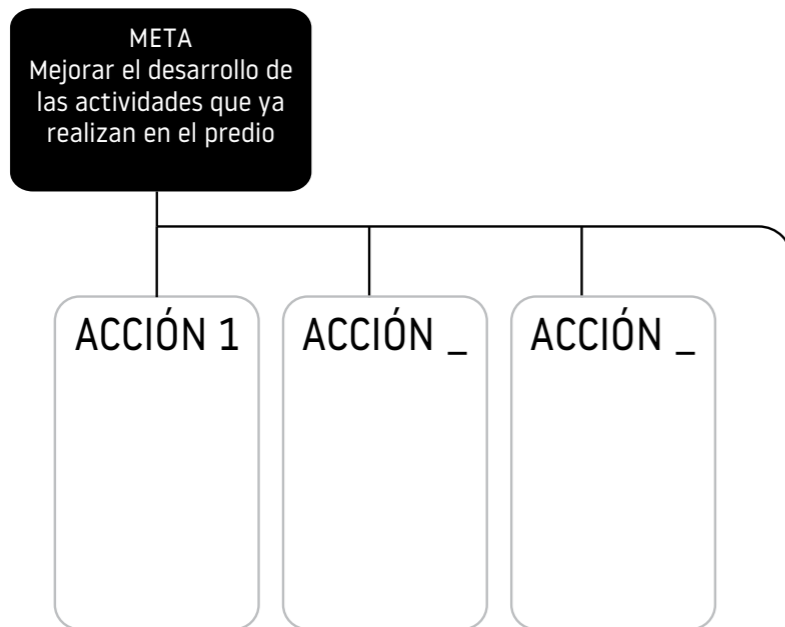 META
Mejorar el desarrollo de
las actividades que ya
realizan en el predio
ACCIÓN 1
ACCIÓN _
ACCIÓN _